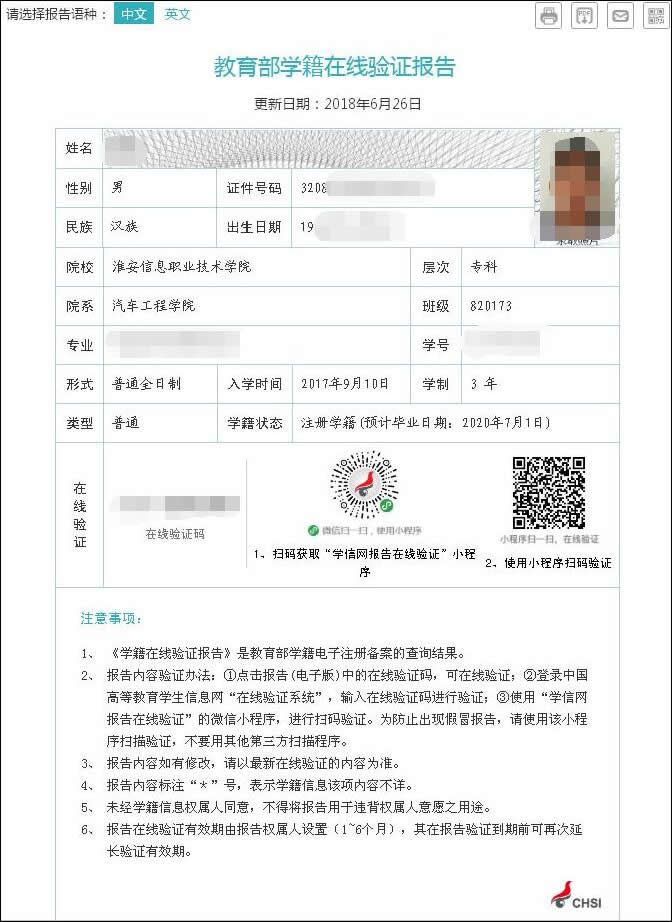 请选择报告语种： 中文 英文
教育部学籍在线验证报告
更新日期：2018年6月26日
姓名
性别 男 证件号码 3208
民族 汉族 出生日期 19
录取照片
院校 淮安信息职业技术学院 层次 专科
院系 汽车工程学院 班级 820173
专业 学号
形式 普通全日制 入学时间 2017年9月10日 学制 3 年
类型 普通 学籍状态 注册学籍(预计毕业日期：2020年7月1日)
在线验证
在线验证码
微信扫一扫，使用小程序
1、扫码获取“学信网报告在线验证”小程
序
小程序扫一扫，在线验证
2、使用小程序扫码验证
注意事项：
1、 《学籍在线验证报告》是教育部学籍电子注册备案的查询结果。
2、 报告内容验证办法：①点击报告(电子版)中的在线验证码，可在线验证；②登录中国
高等教育学生信息网“在线验证系统”，输入在线验证码进行验证；③使用“学信网
报告在线验证”的微信小程序，进行扫码验证。为防止出现假冒报告，请使用该小程
序扫描验证，不要用其他第三方扫描程序。
3、 报告内容如有修改，请以最新在线验证的内容为准。
4、 报告内容标注“*”号，表示学籍信息该项内容不详。
5、 未经学籍信息权属人同意，不得将报告用于违背权属人意愿之用途。
6、 报告在线验证有效期由报告权属人设置（1~6个月），其在报告验证到期前可再次延
长验证有效期。
CHSI